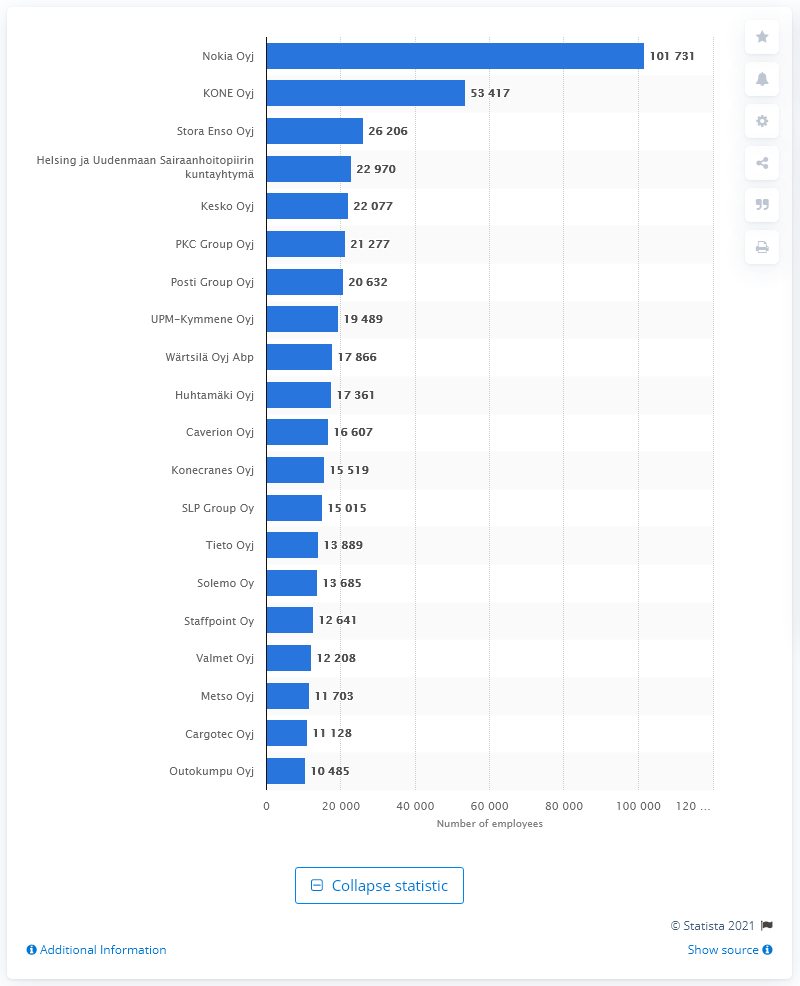 Nokia Oyj 101 731
KONE Oyj 53 417
Stora Enso Oyj 26 206
Helsing ja Uudenmaan Sairaanhoitopiirin
kuntayhtymä 22 970
Kesko Oyj 22 077
PKC Group Oyj 21 277
Posti Group Oyj 20 632
UPM-Kymmene Oyj 19 489
Wärtsilä Oyj Abp 17 866
Huhtamäki Oyj 17 361
Caverion Oyj 16 607
Konecranes Oyj 15 519
SLP Group Oy 15 015
Tieto Oyj 13 889
Solemo Oy 13 685
Staffpoint Oy 12 641
Valmet Oyj 12 208
Metso Oyj 11 703
Cargotec Oyj 11 128
Outokumpu Oyj 10 485
0 20 000 40 000 60 000 80 000 100 000 120 ...
Number of employees
Collapse statistic
© Statista 2021
Additional Information Show source